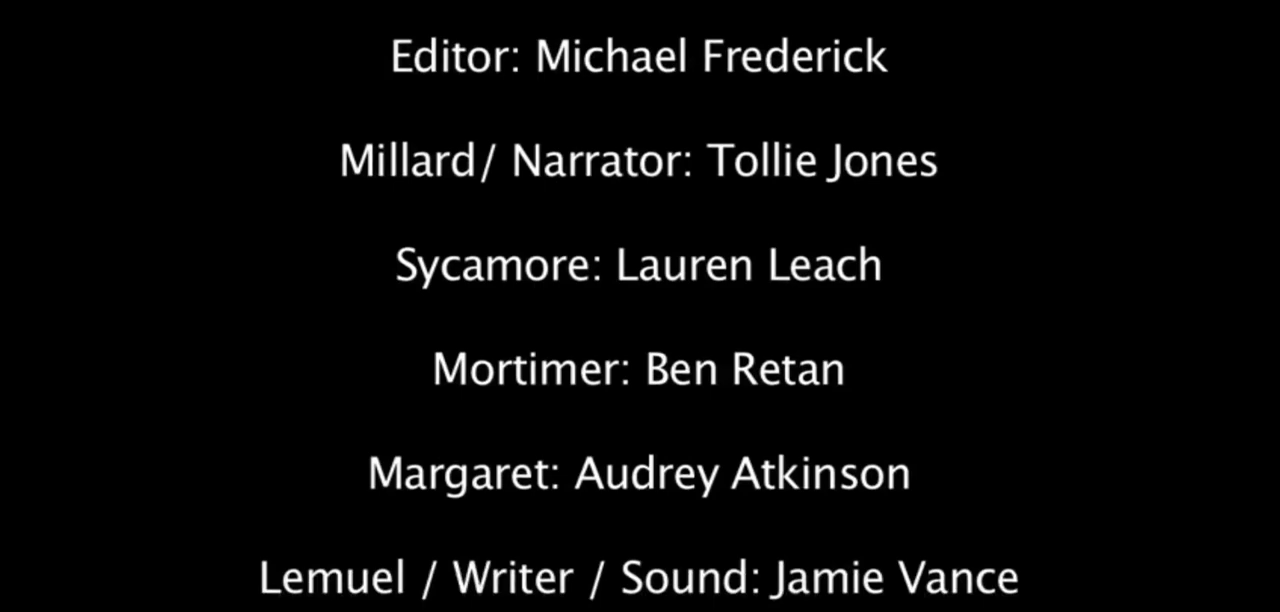 Editor: Michael Frederick
Millard/ Narrator: Tollie Jones
Sycamore: Lauren Leach
Mortimer: Ben Retan
Margaret: Audrey Atkinson
Lemuel / Writer / Sound: Jamie Vance